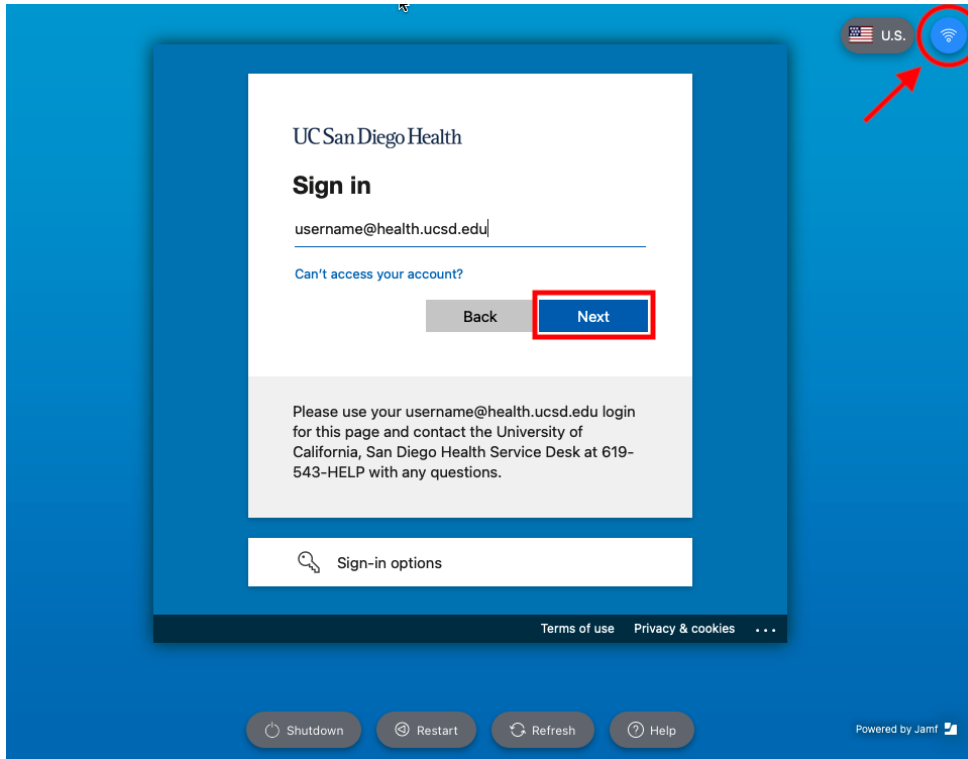 U.S.
UC San Diego Health
Sign in
username@health.ucsd.edu
Can't access your account?
Back
Next
Please use your username@health.ucsd.edu login
for this page and contact the University of
California, San Diego Health Service Desk at 619-
543-HELP with any questions.
Sign-in options
Terms of use Privacy & cookies ...
Shutdown Restart Refresh Help
Powered by Jamf